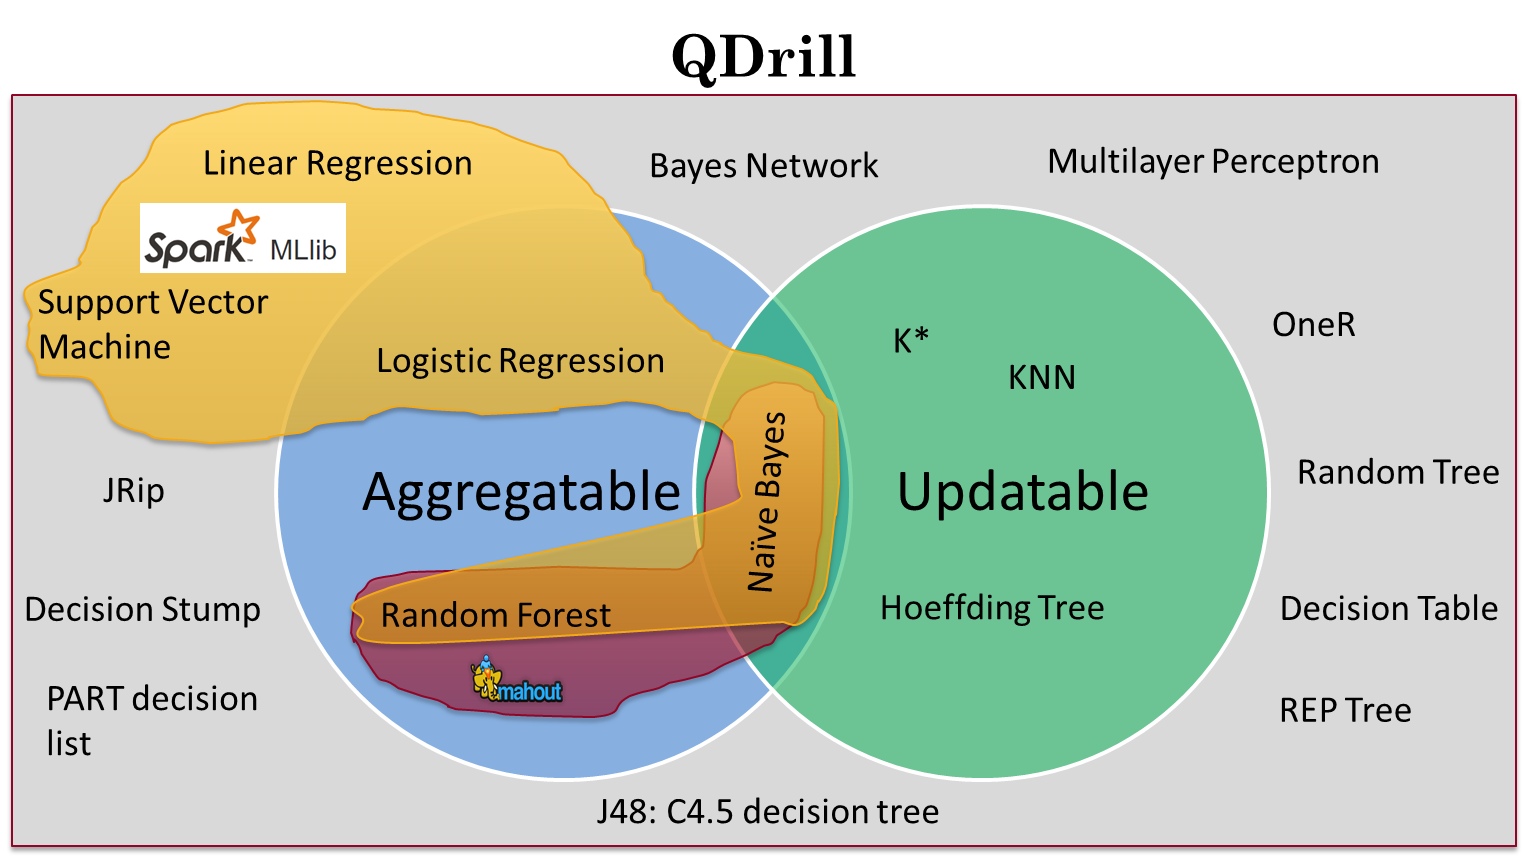 QDrill
Linear Regression
Bayes Network
Multilayer Perceptron
Spark MLlib
Support Vector
Machine
OneR
K*
Logistic Regression
KNN
JRip
Aggregatable
Naïve Bayes
Updatable
Random Tree
Decision Stump
Random Forest
Hoeffding Tree
Decision Table
mahout
PART decision
list
REP Tree
J48: C4.5 decision tree